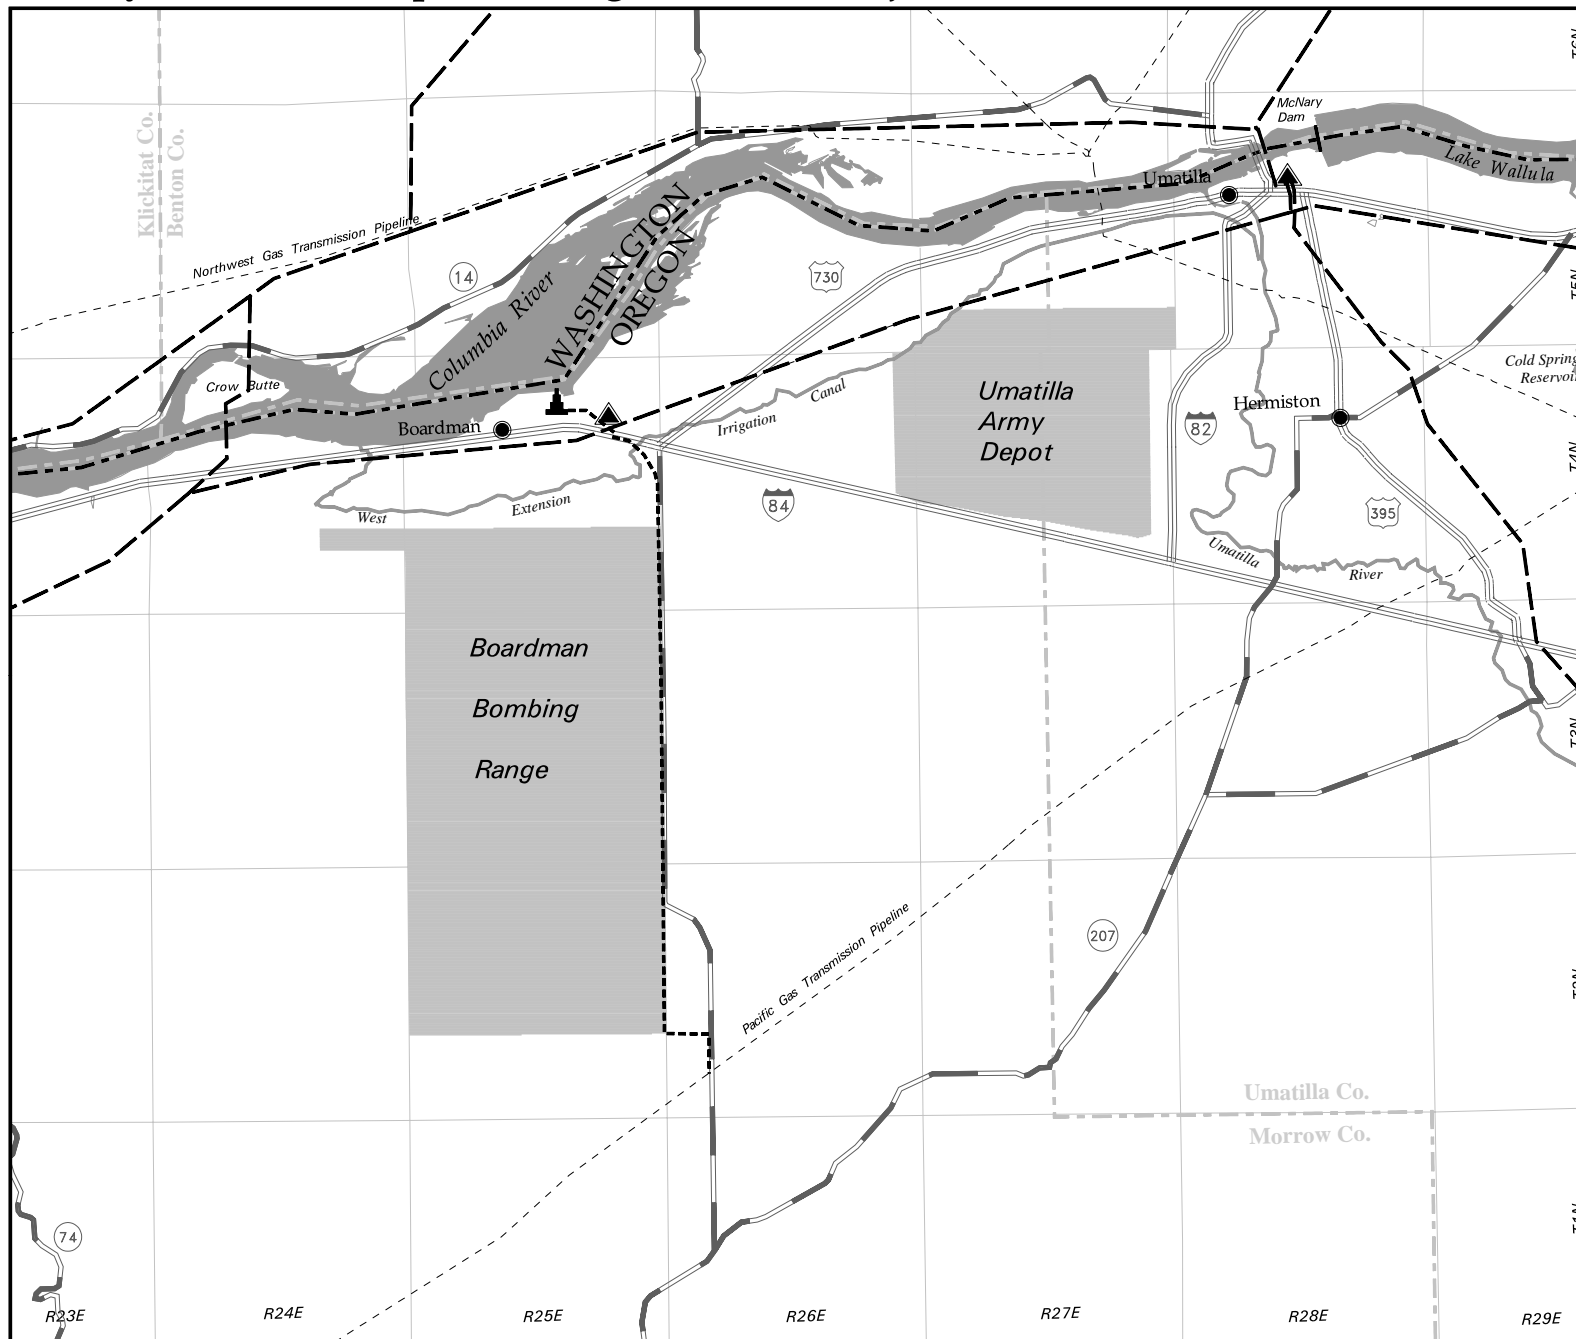 McNary
Dam
Klickitat Co.
Benton Co.
Lake Wallula
Umatilla
Northwest Gas Transmission Pipeline
14
730
WASHINGTON
OREGON
Columbia River
T5N
Crow Butte
Cold Spring
Irrigation
Canal
Umatilla
Army
Depot
Hermiston
82
Boardman
T4N
84
395
West
Extension
Umatilla
River
Boardman
Bombing
Range
Pacific Gas Transmission Pipeline
207
Umatilla Co.
Morrow Co.
T1N
74
R23E
R24E
R25E
R26E
R27E
R28E
R29E